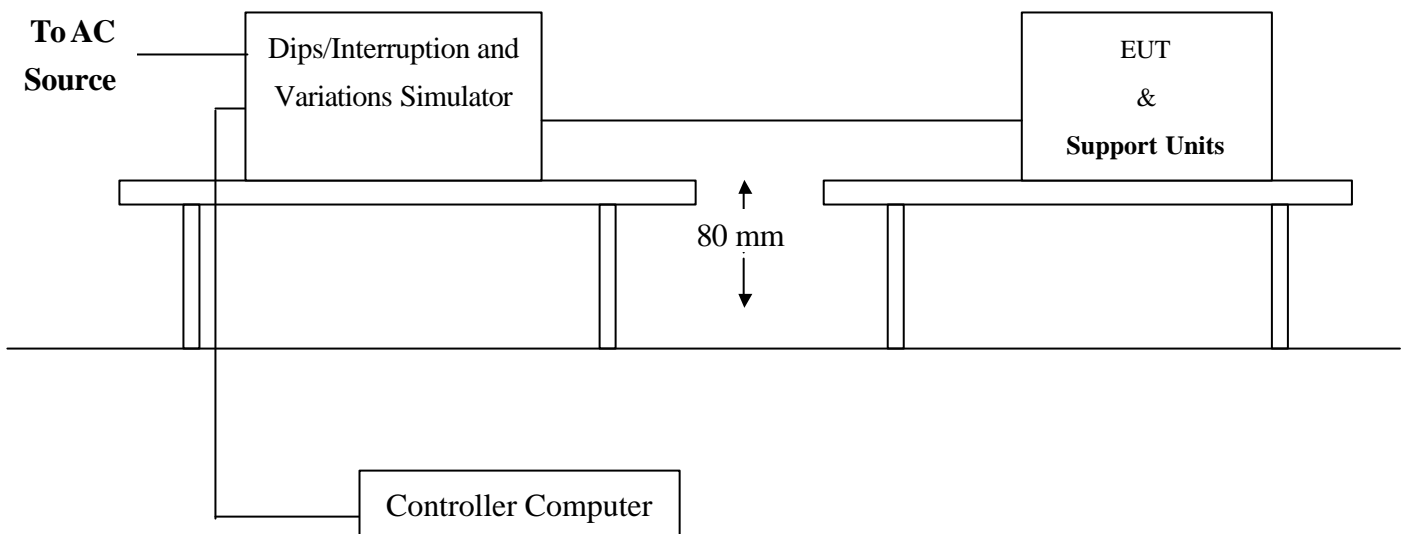 To AC
Source
Dips/Interruption and
Variations Simulator
EUT
&
Support Units
80 mm
Controller Computer